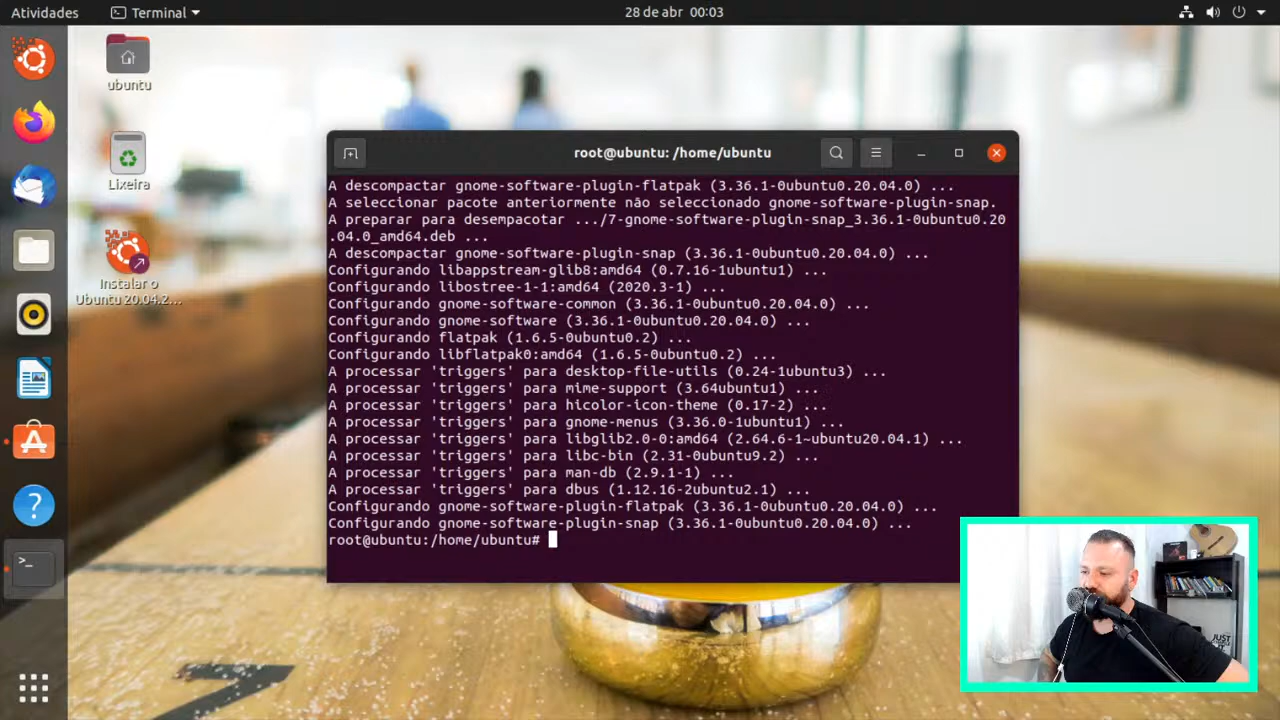 Atividades
Terminal
28 de abr 00:03
ubuntu
Lixeira
Instalar o
Ubuntu 20.04.2...
root@ubuntu: /home/ubuntu
A descompactar gnome-software-plugin-flatpak (3.36.1-0ubuntu0.20.04.0) ...
A seleccionar pacote anteriormente não seleccionado gnome-software-plugin-snap.
A preparar para desempacotar .../7-gnome-software-plugin-snap_3.36.1-0ubuntu0.20
.04.0_amd64.deb ...
A descompactar gnome-software-plugin-snap (3.36.1-0ubuntu0.20.04.0) ...
Configurando libappstream-glib8:amd64 (0.7.16-1ubuntu1) ...
Configurando libostree-1-1:amd64 (2020.3-1) ...
Configurando gnome-software-common (3.36.1-0ubuntu0.20.04.0) ...
Configurando gnome-software (3.36.1-0ubuntu0.20.04.0) ...
Configurando flatpak (1.6.5-0ubuntu0.2) ...
Configurando libflatpak0:amd64 (1.6.5-0ubuntu0.2) ...
A processar 'triggers' para desktop-file-utils (0.24-1ubuntu3) ...
A processar 'triggers' para mime-support (3.64ubuntu1) ...
A processar 'triggers' para hicolor-icon-theme (0.17-2) ...
A processar 'triggers' para gnome-menus (3.36.0-1ubuntu1) ...
A processar 'triggers' para libglib2.0-0:amd64 (2.64.6-1~ubuntu20.04.1) ...
A processar 'triggers' para libc-bin (2.31-0ubuntu9.2) ...
A processar 'triggers' para man-db (2.9.1-1) ...
A processar 'triggers' para dbus (1.12.16-2ubuntu2.1) ...
Configurando gnome-software-plugin-flatpak (3.36.1-0ubuntu0.20.04.0) ...
Configurando gnome-software-plugin-snap (3.36.1-0ubuntu0.20.04.0) ...
root@ubuntu:/home/ubuntu#
JUST